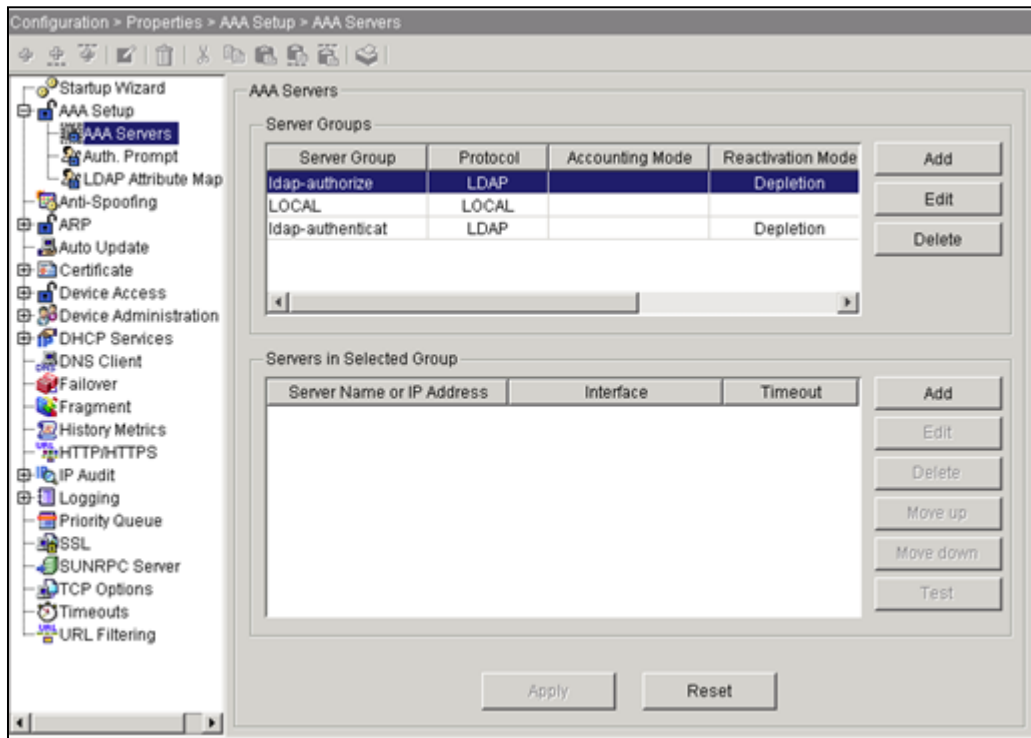 Configuration > Properties > AAA Setup > AAA Servers
Startup Wizard
AAA Setup
AAA Servers
Auth. Prompt
LDAP Attribute Map
Anti-Spoofing
ARP
Auto Update
Certificate
Device Access
Device Administration
DHCP Services
DNS Client
Failover
Fragment
History Metrics
HTTP/HTTPS
IP Audit
Logging
Priority Queue
SSL
SUNRPC Server
TCP Options
Timeouts
URL Filtering
AAA Servers
Server Groups
Server Group Protocol Accounting Mode Reactivation Mode
ldap-authorize LDAP Depletion
LOCAL LOCAL
ldap-authenticat LDAP Depletion
Add
Edit
Delete
Servers in Selected Group
Server Name or IP Address Interface Timeout
Add
Edit
Delete
Move up
Move down
Test
Apply Reset